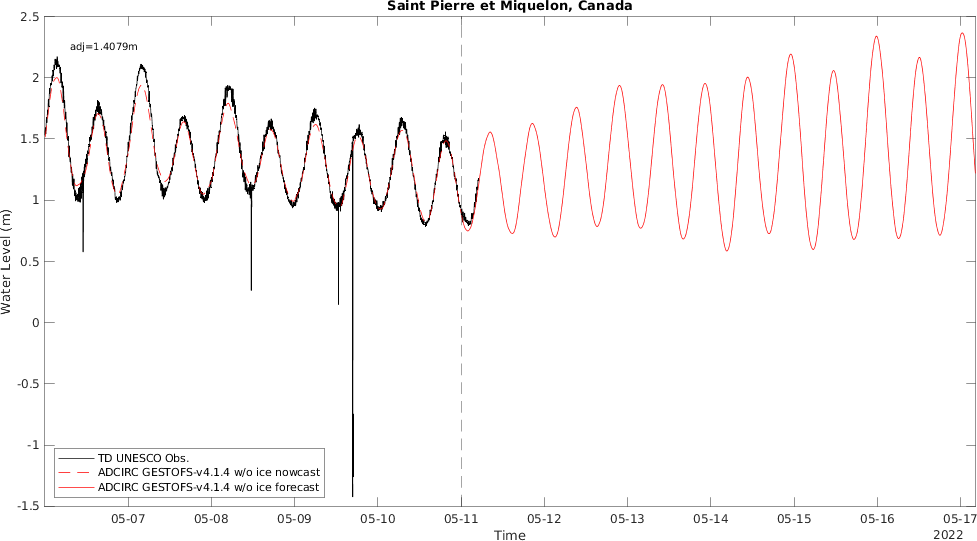 Saint Pierre et Miquelon, Canada
adj=1.4079m
2.5
2
1.5
1
0.5
0
-0.5
-1
-1.5
Water Level (m)
TD UNESCO Obs.
ADCIRC GESTOFS-v4.1.4 w/o ice nowcast
ADCIRC GESTOFS-v4.1.4 w/o ice forecast
05-07 05-08 05-09 05-10 05-11 05-12 05-13 05-14 05-15 05-16 05-17
Time
2022